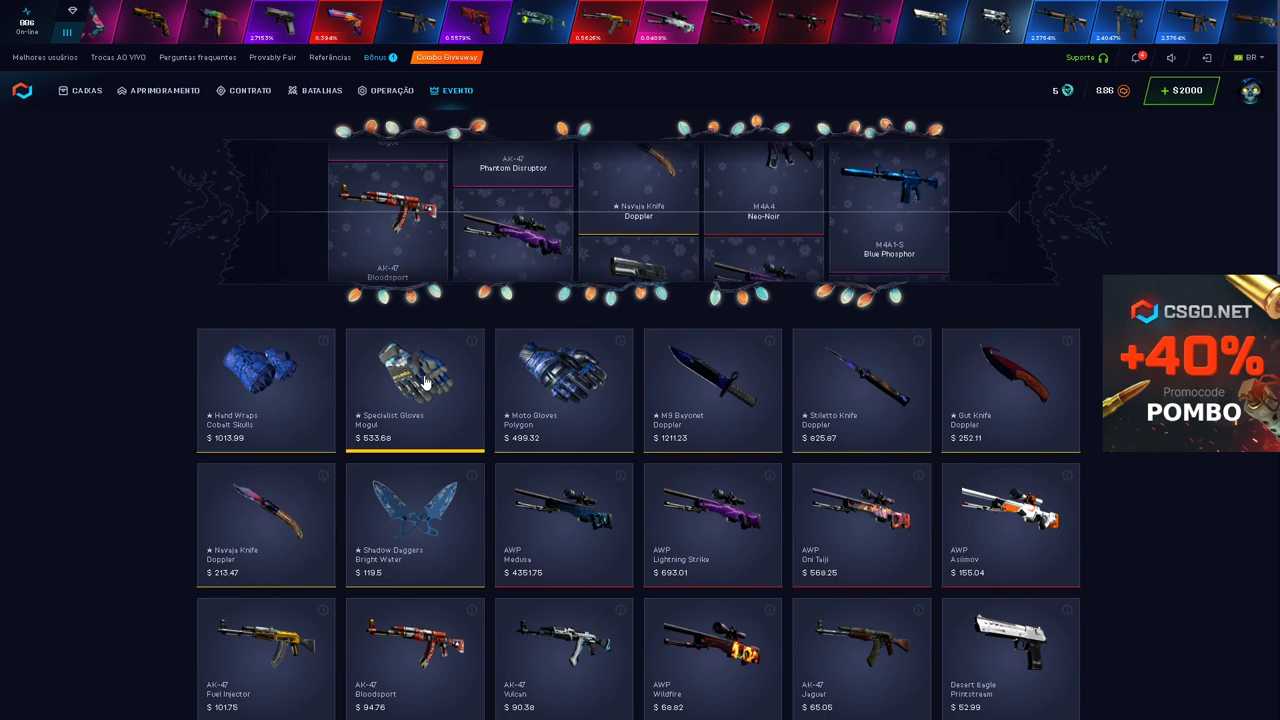 886
On-line
2.7153%
0.394%
0.5579%
0.5626%
0.0409%
2.3764%
2.4047%
2.3764%
Melhores usuários
Trocas AO VIVO
Perguntas frequentes
Provably Fair
Referências
Bônus
Combo Giveaway
Suporte
4
BR
CAIXAS
APRIMORAMENTO
CONTRATO
BATALHAS
OPERAÇÃO
EVENTO
5
8.86
+ $2000
AK-47
Bloodsport
AK-47
Phantom Disruptor
★ Navaja Knife
Doppler
M4A4
Neo-Noir
M4A1-S
Blue Phosphor
CSGO.NET
+40%
Promocode
POMBO
★ Hand Wraps
Cobalt Skulls
$ 1013.99
★ Specialist Gloves
Mogul
$ 533.68
★ Moto Gloves
Polygon
$ 499.32
★ M9 Bayonet
Doppler
$ 1211.23
★ Stiletto Knife
Doppler
$ 825.87
★ Gut Knife
Doppler
$ 252.11
★ Navaja Knife
Doppler
$ 213.47
★ Shadow Daggers
Bright Water
$ 119.5
AWP
Medusa
$ 4351.75
AWP
Lightning Strike
$ 693.01
AWP
Oni Taiji
$ 568.25
AWP
Asiimov
$ 155.04
AK-47
Fuel Injector
$ 101.75
AK-47
Bloodsport
$ 94.76
AK-47
Vulcan
$ 90.38
AWP
Wildfire
$ 68.82
AK-47
Jaguar
$ 65.05
Desert Eagle
Printstream
$ 52.99